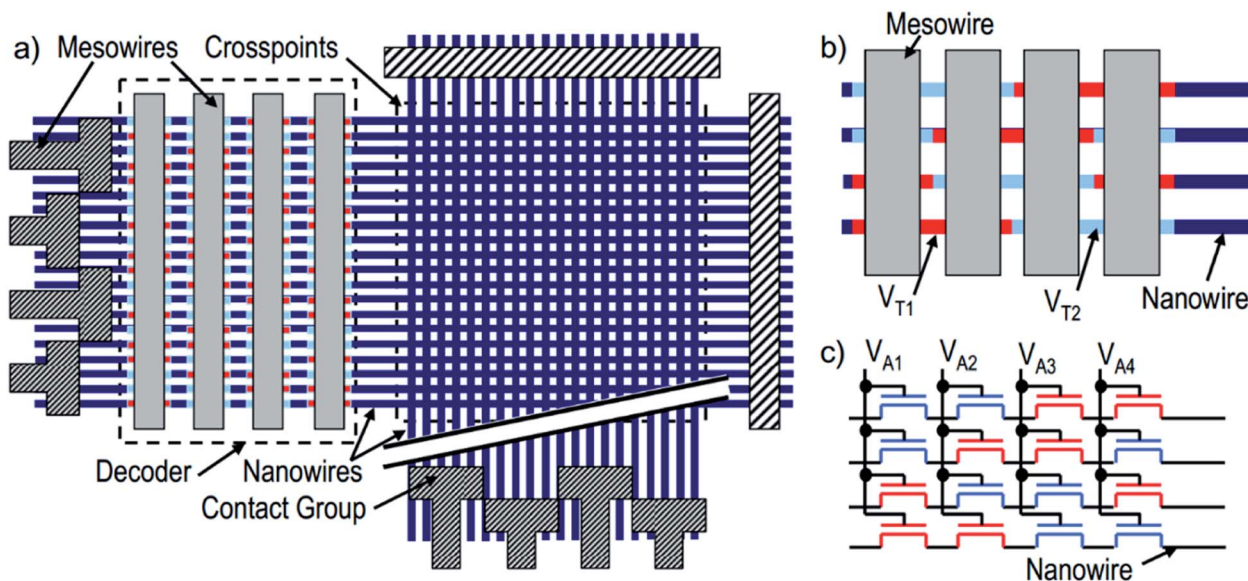 a)
Mesowires
Crosspoints
Decoder
Nanowires
Contact Group
b)
Mesowire
V_T1
V_T2
Nanowire
c)
V_A1 V_A2 V_A3 V_A4
Nanowire